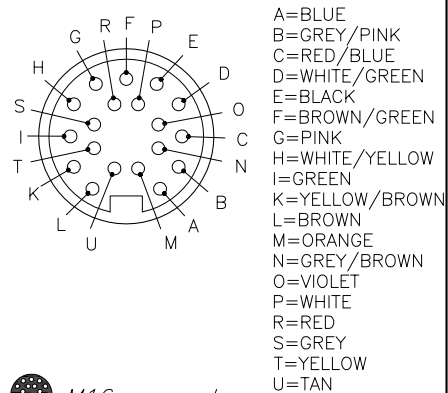 F
R
P
G
E
H
D
S
O
I
C
T
N
K
B
L
A
U
M
A=BLUE
B=GREY/PINK
C=RED/BLUE
D=WHITE/GREEN
E=BLACK
F=BROWN/GREEN
G=PINK
H=WHITE/YELLOW
I=GREEN
K=YELLOW/BROWN
L=BROWN
M=ORANGE
N=GREY/BROWN
O=VIOLET
P=WHITE
R=RED
S=GREY
T=YELLOW
U=TAN